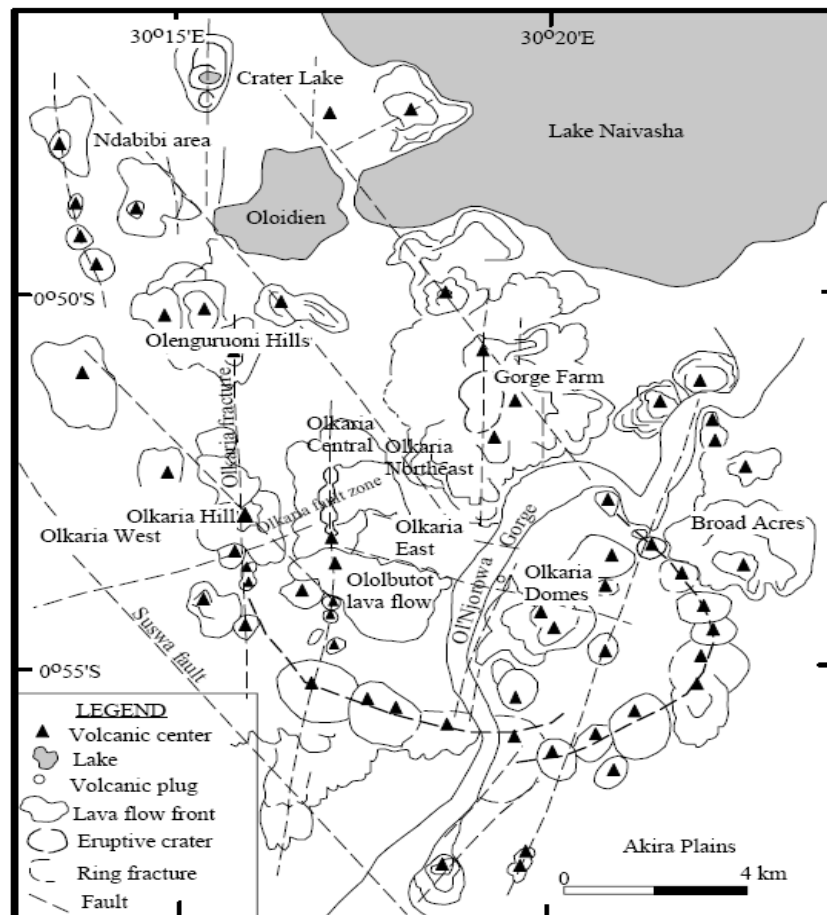 30°15'E
30°20'E
Crater Lake
Lake Naivasha
Ndabibi area
Oloidien
0°50'S
Olenguruoni Hills
Gorge Farm
Olkaria fracture
Olkaria
Central
Olkaria
Northeast
Olkaria Hill
Olkaria fault zone
Olkaria West
Olkaria
East
Broad Acres
Ol'Njorowa Gorge
Olkaria
Domes
Ololbutot
lava flow
Suswa fault
0°55'S
LEGEND
Volcanic center
Lake
Volcanic plug
Lava flow front
Eruptive crater
Ring fracture
Fault
Akira Plains
0 4 km